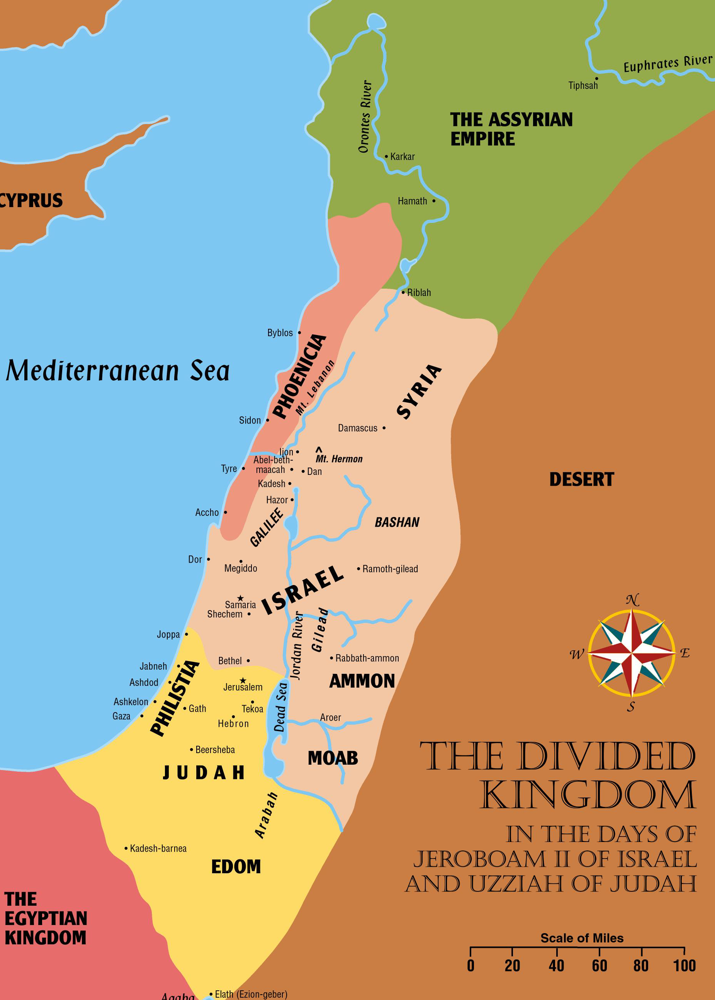 Euphrates River
Tiphsah
Orontes River
THE ASSYRIAN
EMPIRE
Karkar
CYPRUS
Hamath
Riblah
Byblos
PHOENICIA
Mt. Lebanon
Mediterranean Sea
SYRIA
Sidon
Damascus
Ijon
Mt. Hermon
Abel-beth-
maacah
Tyre
Dan
DESERT
Kadesh
Hazor
Accho
GALILEE
BASHAN
Dor
Megiddo
Ramoth-gilead
ISRAEL
Samaria
Shechem
N
W
E
S
Jordan River
Gilead
Joppa
Bethel
Rabbath-ammon
Jabneh
PHILISTIA
Ashdod
Jerusalem
AMMON
Dead Sea
Ashkelon
Gath
Tekoa
Gaza
Hebron
Aroer
Beersheba
MOAB
JUDAH
Arabah
THE DIVIDED
KINGDOM
IN THE DAYS OF
JEROBOAM II OF ISRAEL
AND UZZIAH OF JUDAH
Kadesh-barnea
EDOM
THE
EGYPTIAN
KINGDOM
Scale of Miles
0 20 40 60 80 100
Elath (Ezion-geber)
Aqaba